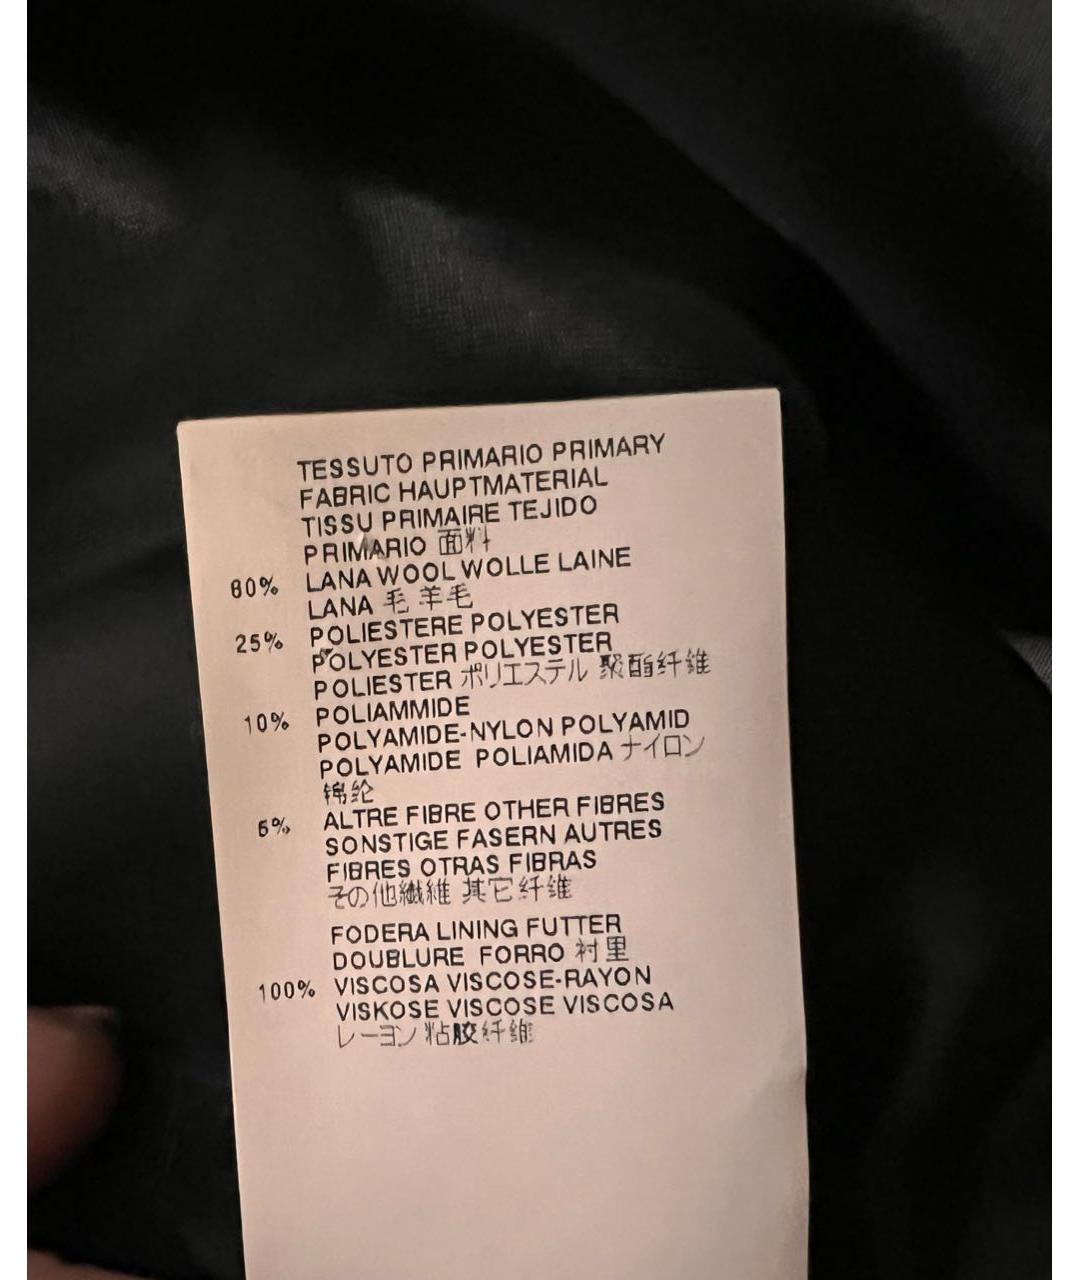 TESSUTO PRIMARIO PRIMARY
FABRIC HAUPTMATERIAL
TISSU PRIMAIRE TEJIDO
PRIMARIO 面料
60% LANA WOOL WOLLE LAINE
LANA 毛 羊毛
25% POLIESTERE POLYESTER
POLYESTER POLYESTER
POLIESTER ポリエステル 聚酯纤维
10% POLIAMMIDE
POLYAMIDE-NYLON POLYAMID
POLYAMIDE POLIAMIDA ナイロン
锦纶
5% ALTRE FIBRE OTHER FIBRES
SONSTIGE FASERN AUTRES
FIBRES OTRAS FIBRAS
その他繊維 其它纤维
FODERA LINING FUTTER
DOUBLURE FORRO 衬里
100% VISCOSA VISCOSE-RAYON
VISKOSE VISCOSE VISCOSA
レーヨン 粘胶纤维